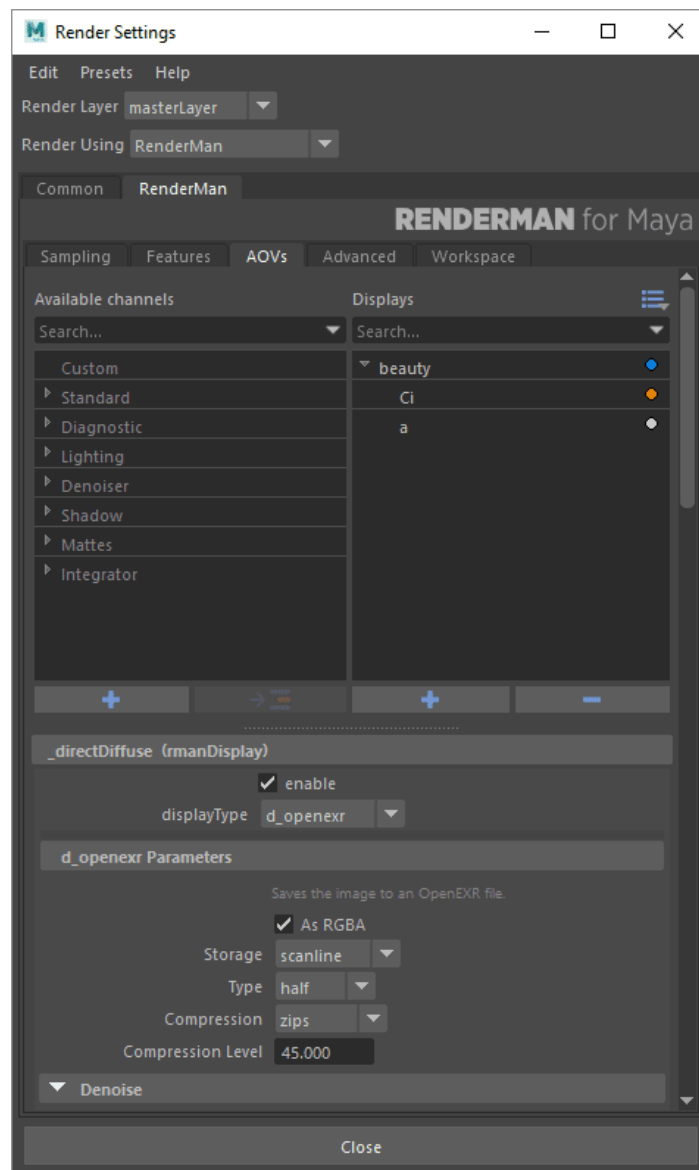 Render Settings
Edit Presets Help
Render Layer masterLayer
Render Using RenderMan
Common RenderMan
RENDERMAN for Maya
Sampling Features AOVs Advanced Workspace
Available channels Displays
Search... Search...
Custom beauty
Standard Ci
Diagnostic a
Lighting
Denoiser
Shadow
Mattes
Integrator
_directDiffuse (rmanDisplay)
enable
displayType d_openexr
d_openexr Parameters
Saves the image to an OpenEXR file.
As RGBA
Storage scanline
Type half
Compression zips
Compression Level 45.000
Denoise
Close